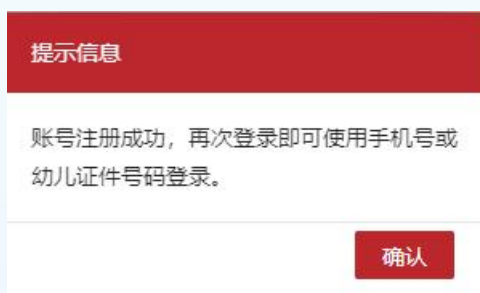 提示信息
账号注册成功，再次登录即可使用手机号或
幼儿证件号码登录。
确认